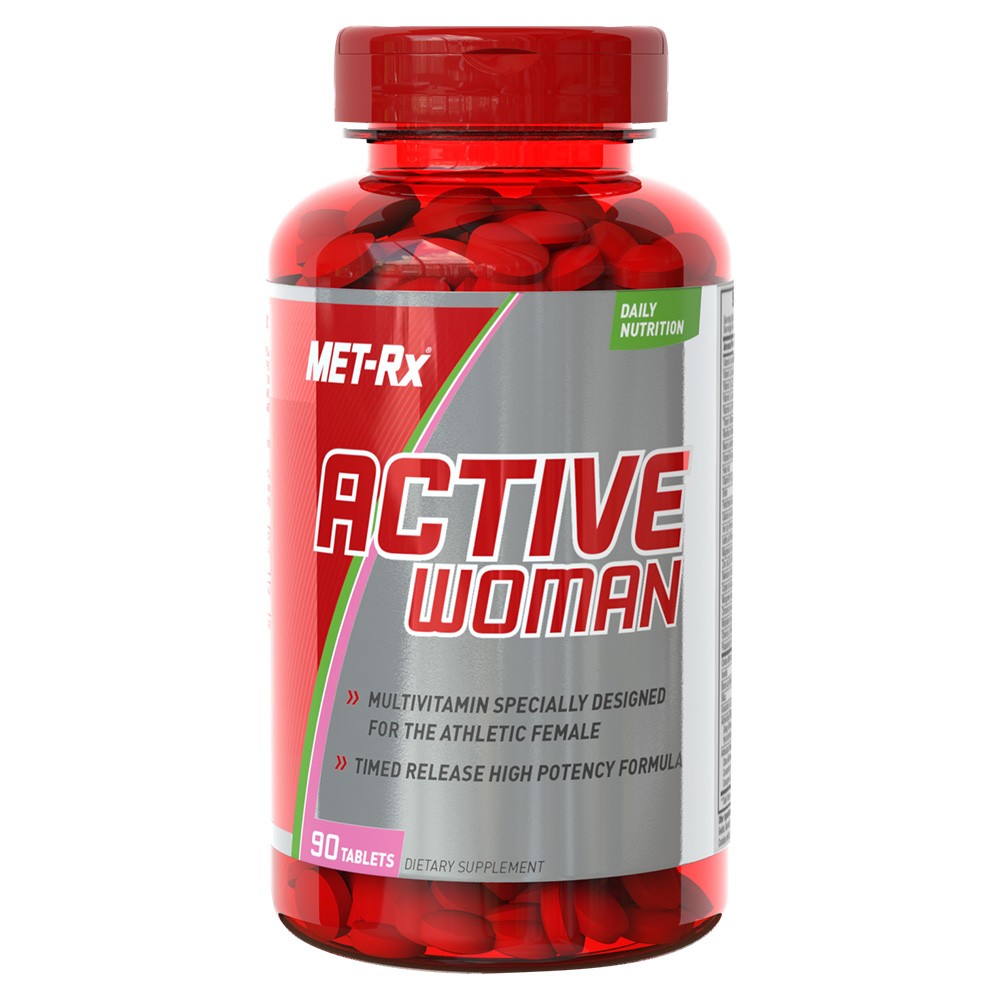 DAILY
NUTRITION
MET-Rx®
ACTIVE
WOMAN
» MULTIVITAMIN SPECIALLY DESIGNED
FOR THE ATHLETIC FEMALE
» TIMED RELEASE HIGH POTENCY FORMULA
90 TABLETS
DIETARY SUPPLEMENT